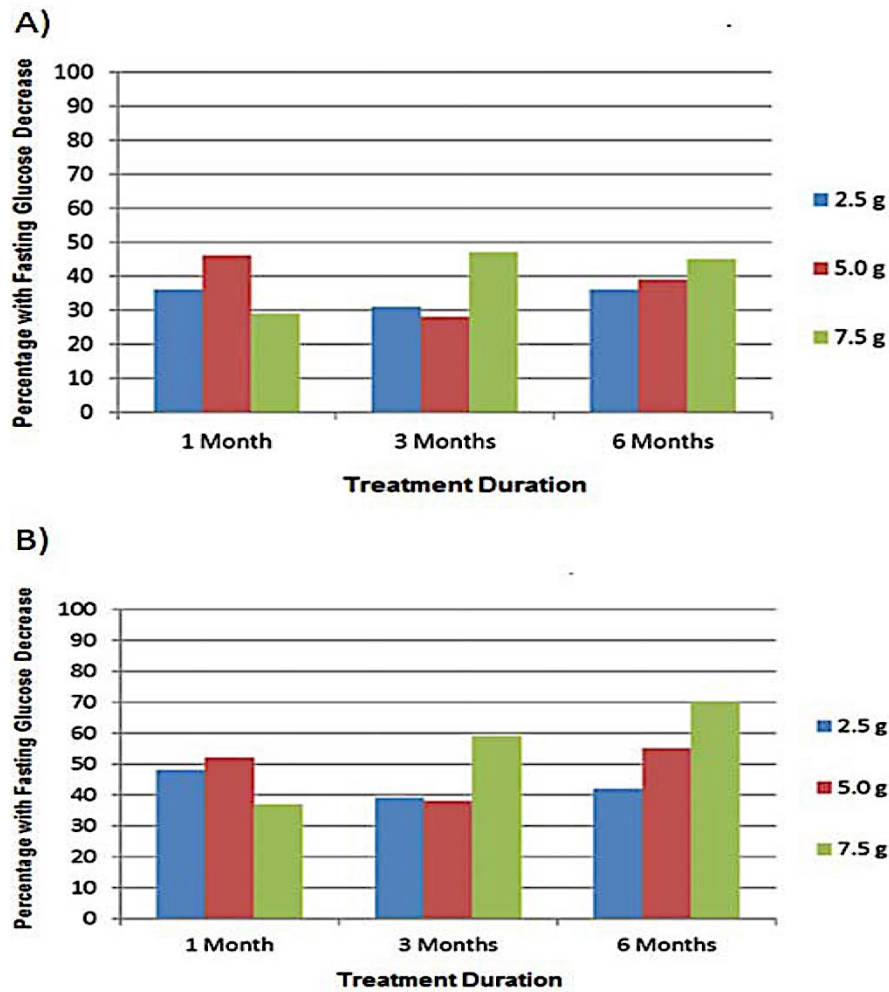 A)
Percentage with Fasting Glucose Decrease
100
90
80
70
60
50
40
30
20
10
0
1 Month
3 Months
6 Months
Treatment Duration
2.5 g
5.0 g
7.5 g
B)
Percentage with Fasting Glucose Decrease
100
90
80
70
60
50
40
30
20
10
0
1 Month
3 Months
6 Months
Treatment Duration
2.5 g
5.0 g
7.5 g